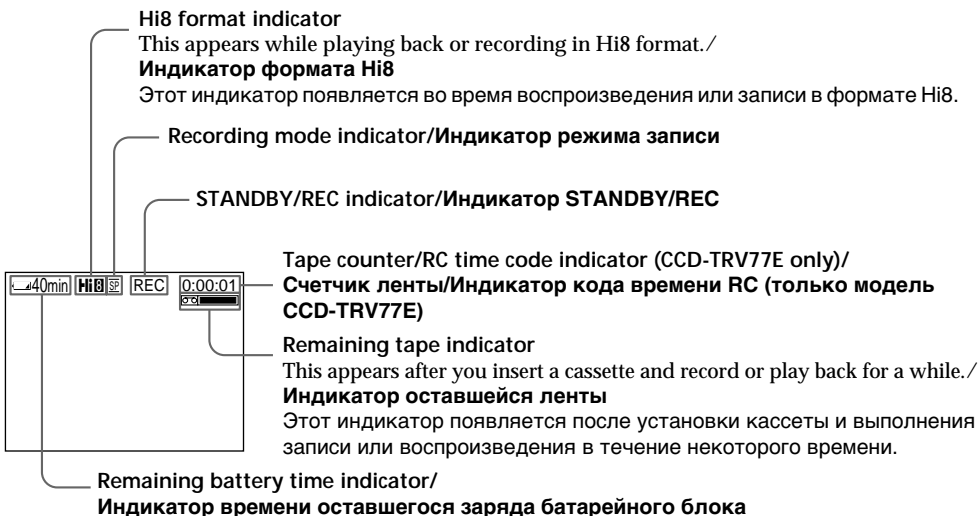 Hi8 format indicator
This appears while playing back or recording in Hi8 format./
Индикатор формата Hi8
Этот индикатор появляется во время воспроизведения или записи в формате Hi8.
Recording mode indicator/Индикатор режима записи
STANDBY/REC indicator/Индикатор STANDBY/REC
Tape counter/RC time code indicator (CCD-TRV77E only)/
Счетчик ленты/Индикатор кода времени RC (только модель
CCD-TRV77E)
40min Hi8 SP REC 0:00:01
Remaining tape indicator
This appears after you insert a cassette and record or play back for a while./
Индикатор оставшейся ленты
Этот индикатор появляется после установки кассеты и выполнения
записи или воспроизведения в течение некоторого времени.
Remaining battery time indicator/
Индикатор времени оставшегося заряда батарейного блока